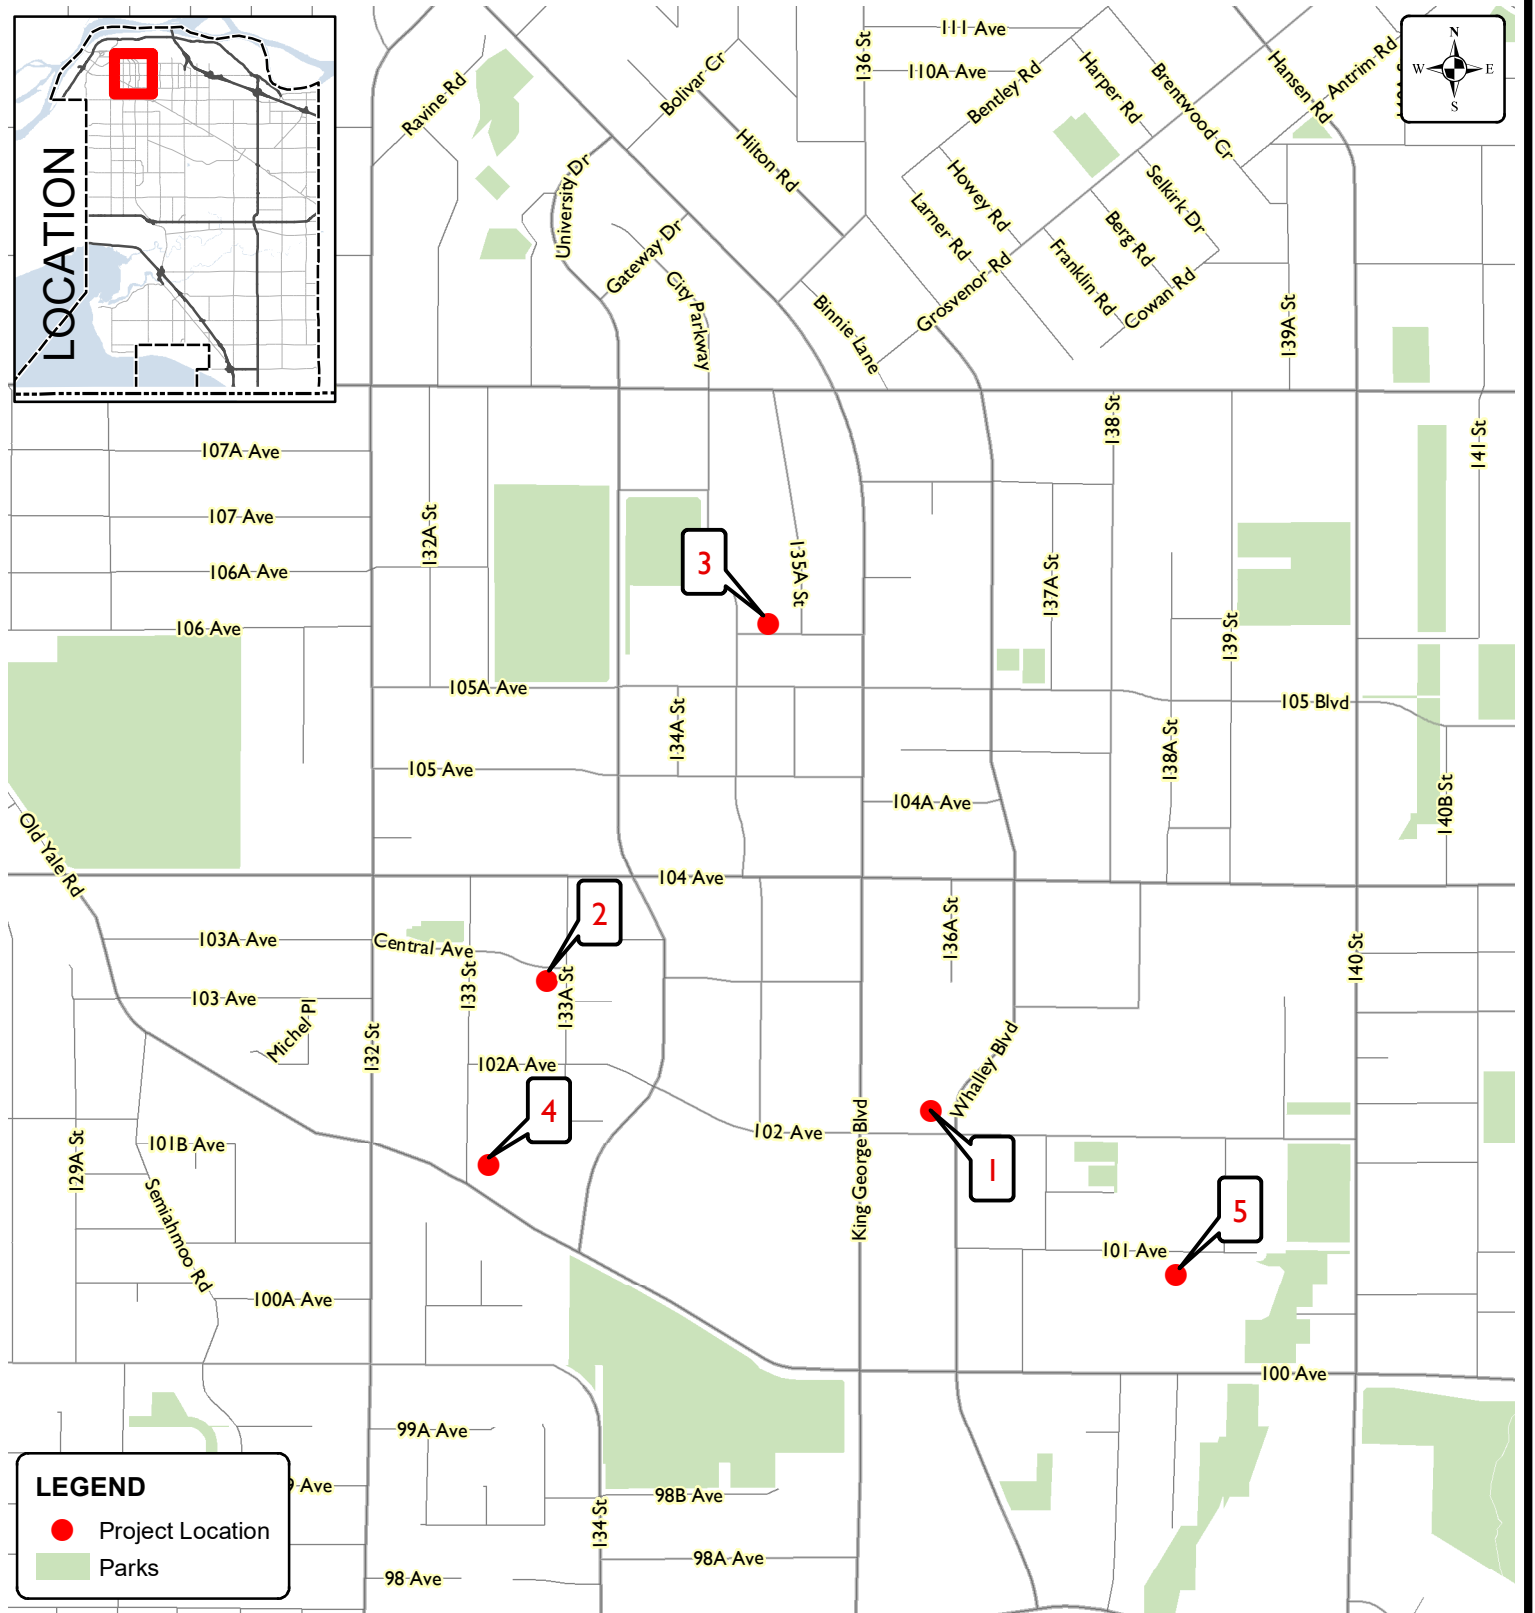 LOCATION
N
W E
S
111 Ave
136 St
110A Ave
Bentley Rd
Harper Rd
Brentwood Cr
Hansen Rd
Antrim Rd
Ravine Rd
Bolivar Cr
Hilton Rd
University Dr
Gateway Dr
City Parkway
Howey Rd
Larner Rd
Selkirk Dr
Berg Rd
Franklin Rd
Cowan Rd
Grosvenor Rd
Binnie Lane
139A St
138 St
141 St
107A Ave
107 Ave
132A St
106A Ave
106 Ave
3
135A St
137A St
139 St
105A Ave
134A St
105 Blvd
138A St
105 Ave
104A Ave
140B St
Old Yale Rd
104 Ave
2
136A St
103A Ave
Central Ave
140 St
133 St
133A St
103 Ave
Michel Pl
132 St
102A Ave
Whalley Blvd
4
102 Ave
King George Blvd
1
129A St
101B Ave
Semiahmoo Rd
5
101 Ave
100A Ave
100 Ave
99A Ave
9 Ave
98B Ave
134 St
98A Ave
98 Ave
LEGEND
Project Location
Parks